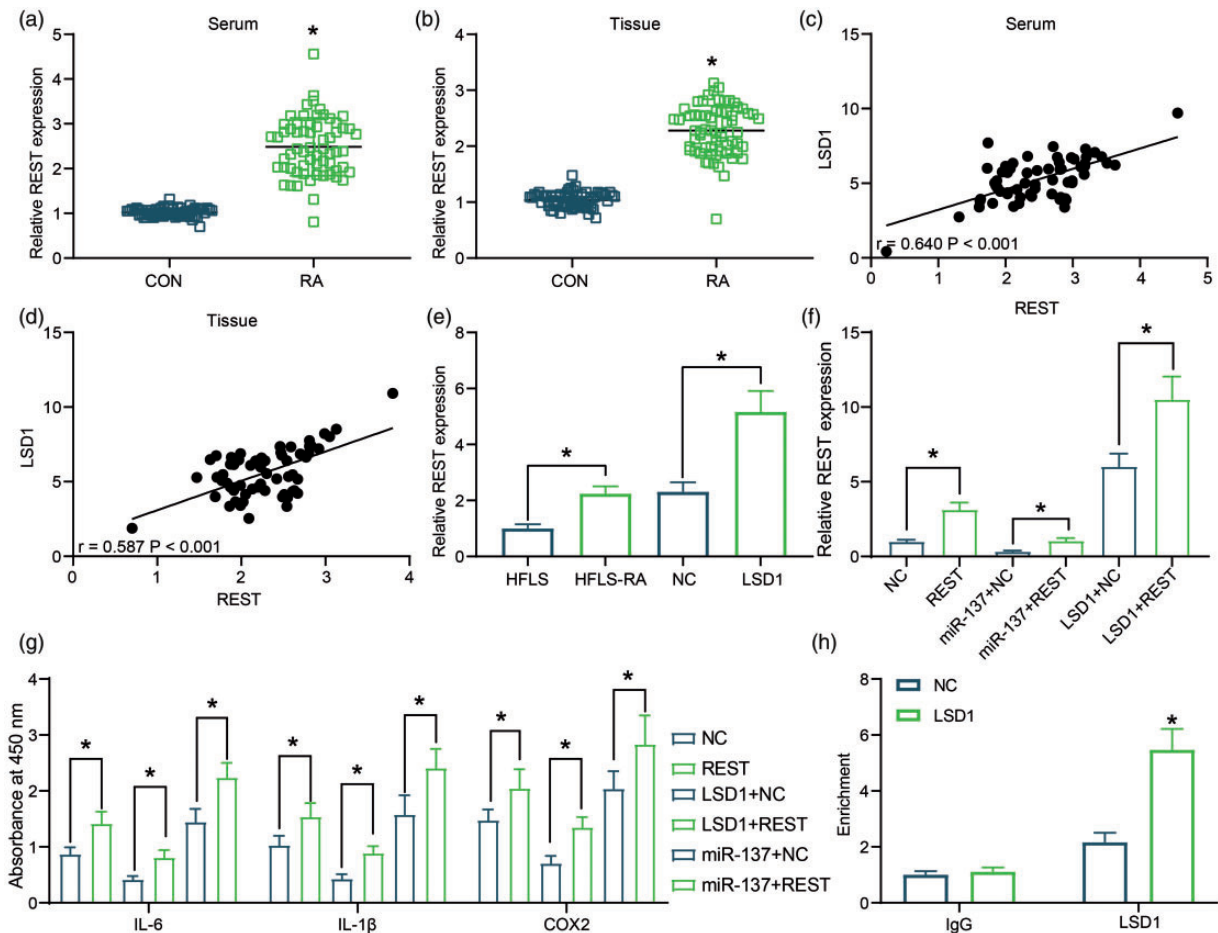 (a)
Serum
*
Relative REST expression
5
4
3
2
1
0
CON
RA
(b)
Tissue
*
Relative REST expression
4
3
2
1
0
CON
RA
(c)
Serum
LSD1
15
10
5
0
r = 0.640 P < 0.001
0
1
2
3
4
5
REST
(d)
Tissue
LSD1
15
10
5
0
r = 0.587 P < 0.001
0
1
2
3
4
REST
(e)
Relative REST expression
8
6
4
2
0
*
*
HFLS
HFLS-RA
NC
LSD1
(f)
Relative REST expression
15
10
5
0
*
*
*
NC
REST
miR-137+NC
miR-137+REST
LSD1+NC
LSD1+REST
(g)
Absorbance at 450 nm
4
3
2
1
0
*
*
*
*
*
*
*
*
*
IL-6
IL-1β
COX2
NC
REST
LSD1+NC
LSD1+REST
miR-137+NC
miR-137+REST
(h)
Enrichment
8
6
4
2
0
NC
LSD1
*
IgG
LSD1